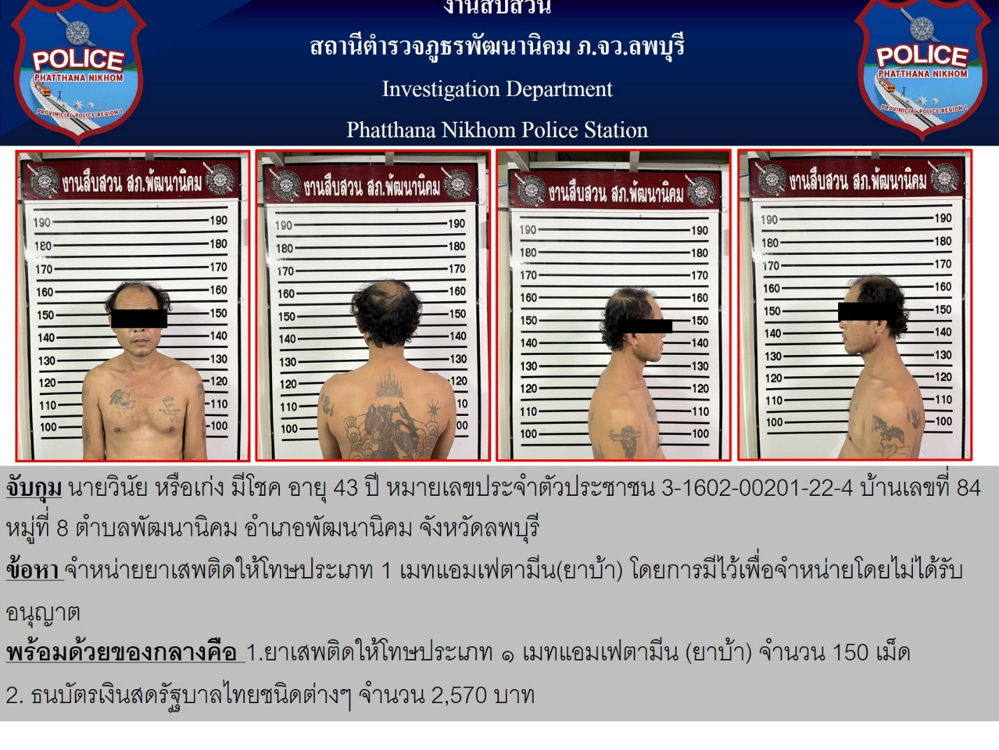 งานสืบสวน
สถานีตำรวจภูธรพัฒนานิคม ภ.จว.ลพบุรี
Investigation Department
Phatthana Nikhom Police Station
POLICE
PHATTHANA NIKHOM
PROVINICIAL POLICE REGION 1
POLICE
PHATTHANA NIKHOM
PROVINICIAL POLICE REGION 1
งานสืบสวน สภ.พัฒนานิคม
190 190
180 180
170 170
160 160
150 150
140 140
130 130
120 120
110 110
100 100
งานสืบสวน สภ.พัฒนานิคม
190 190
180 180
170 170
160 160
150 150
140 140
130 130
120 120
110 10
100 00
งานสืบสวน สภ.พัฒนานิคม
190 190
180 180
170 170
160 160
150 150
140 140
130 130
120 120
110 110
100 100
งานสืบสวน สภ.พัฒนานิคม
190 190
180 180
170 170
160 160
150 150
140 140
130 130
120 120
110 110
100 100
จับกุม นายวินัย หรือเก่ง มีโชค อายุ 43 ปี หมายเลขประจำตัวประชาชน 3-1602-00201-22-4 บ้านเลขที่ 84
หมู่ที่ 8 ตำบลพัฒนานิคม อำเภอพัฒนานิคม จังหวัดลพบุรี
ข้อหา จำหน่ายยาเสพติดให้โทษประเภท 1 เมทแอมเฟตามีน(ยาบ้า) โดยการมีไว้เพื่อจำหน่ายโดยไม่ได้รับ
อนุญาต
พร้อมด้วยของกลางคือ 1.ยาเสพติดให้โทษประเภท ๑ เมทแอมเฟตามีน (ยาบ้า) จำนวน 150 เม็ด
2. ธนบัตรเงินสดรัฐบาลไทยชนิดต่างๆ จำนวน 2,570 บาท